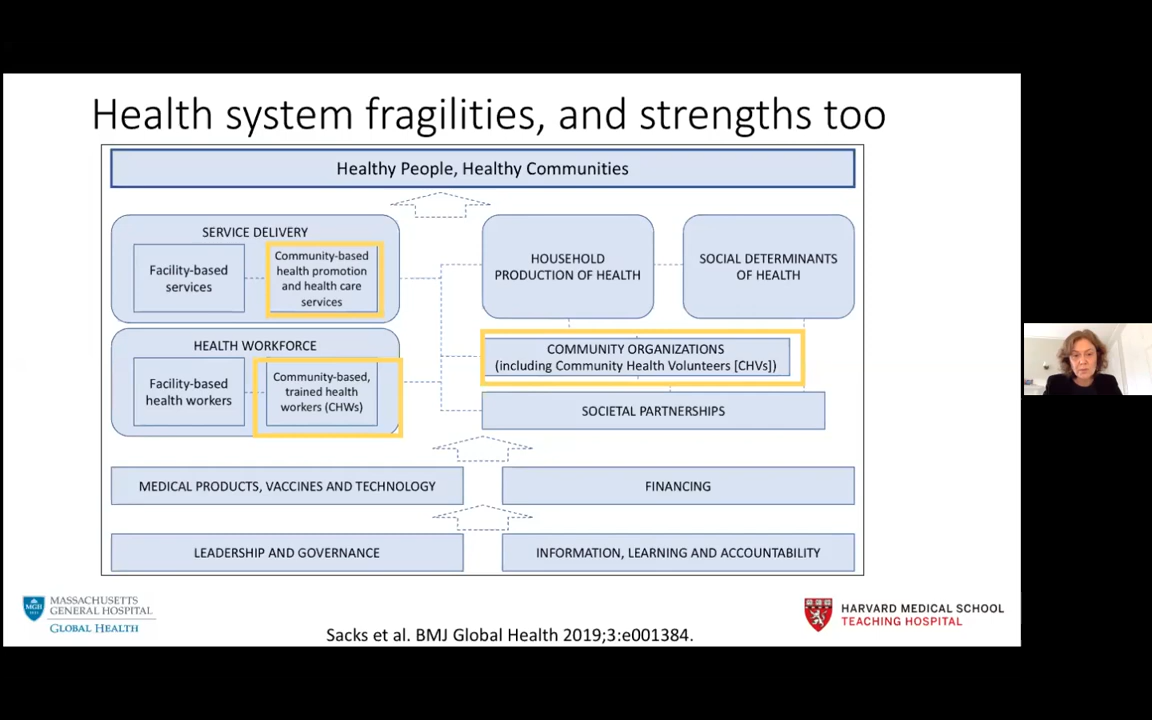 Health system fragilities, and strengths too
Healthy People, Healthy Communities
SERVICE DELIVERY
Facility-based
services
Community-based
health promotion
and health care
services
HOUSEHOLD
PRODUCTION OF HEALTH
SOCIAL DETERMINANTS
OF HEALTH
HEALTH WORKFORCE
Facility-based
health workers
Community-based,
trained health
workers (CHWs)
COMMUNITY ORGANIZATIONS
(including Community Health Volunteers [CHVs])
SOCIETAL PARTNERSHIPS
MEDICAL PRODUCTS, VACCINES AND TECHNOLOGY
FINANCING
LEADERSHIP AND GOVERNANCE
INFORMATION, LEARNING AND ACCOUNTABILITY
MGH
MASSACHUSETTS
GENERAL HOSPITAL
GLOBAL HEALTH
Sacks et al. BMJ Global Health 2019;3:e001384.
HARVARD MEDICAL SCHOOL
TEACHING HOSPITAL